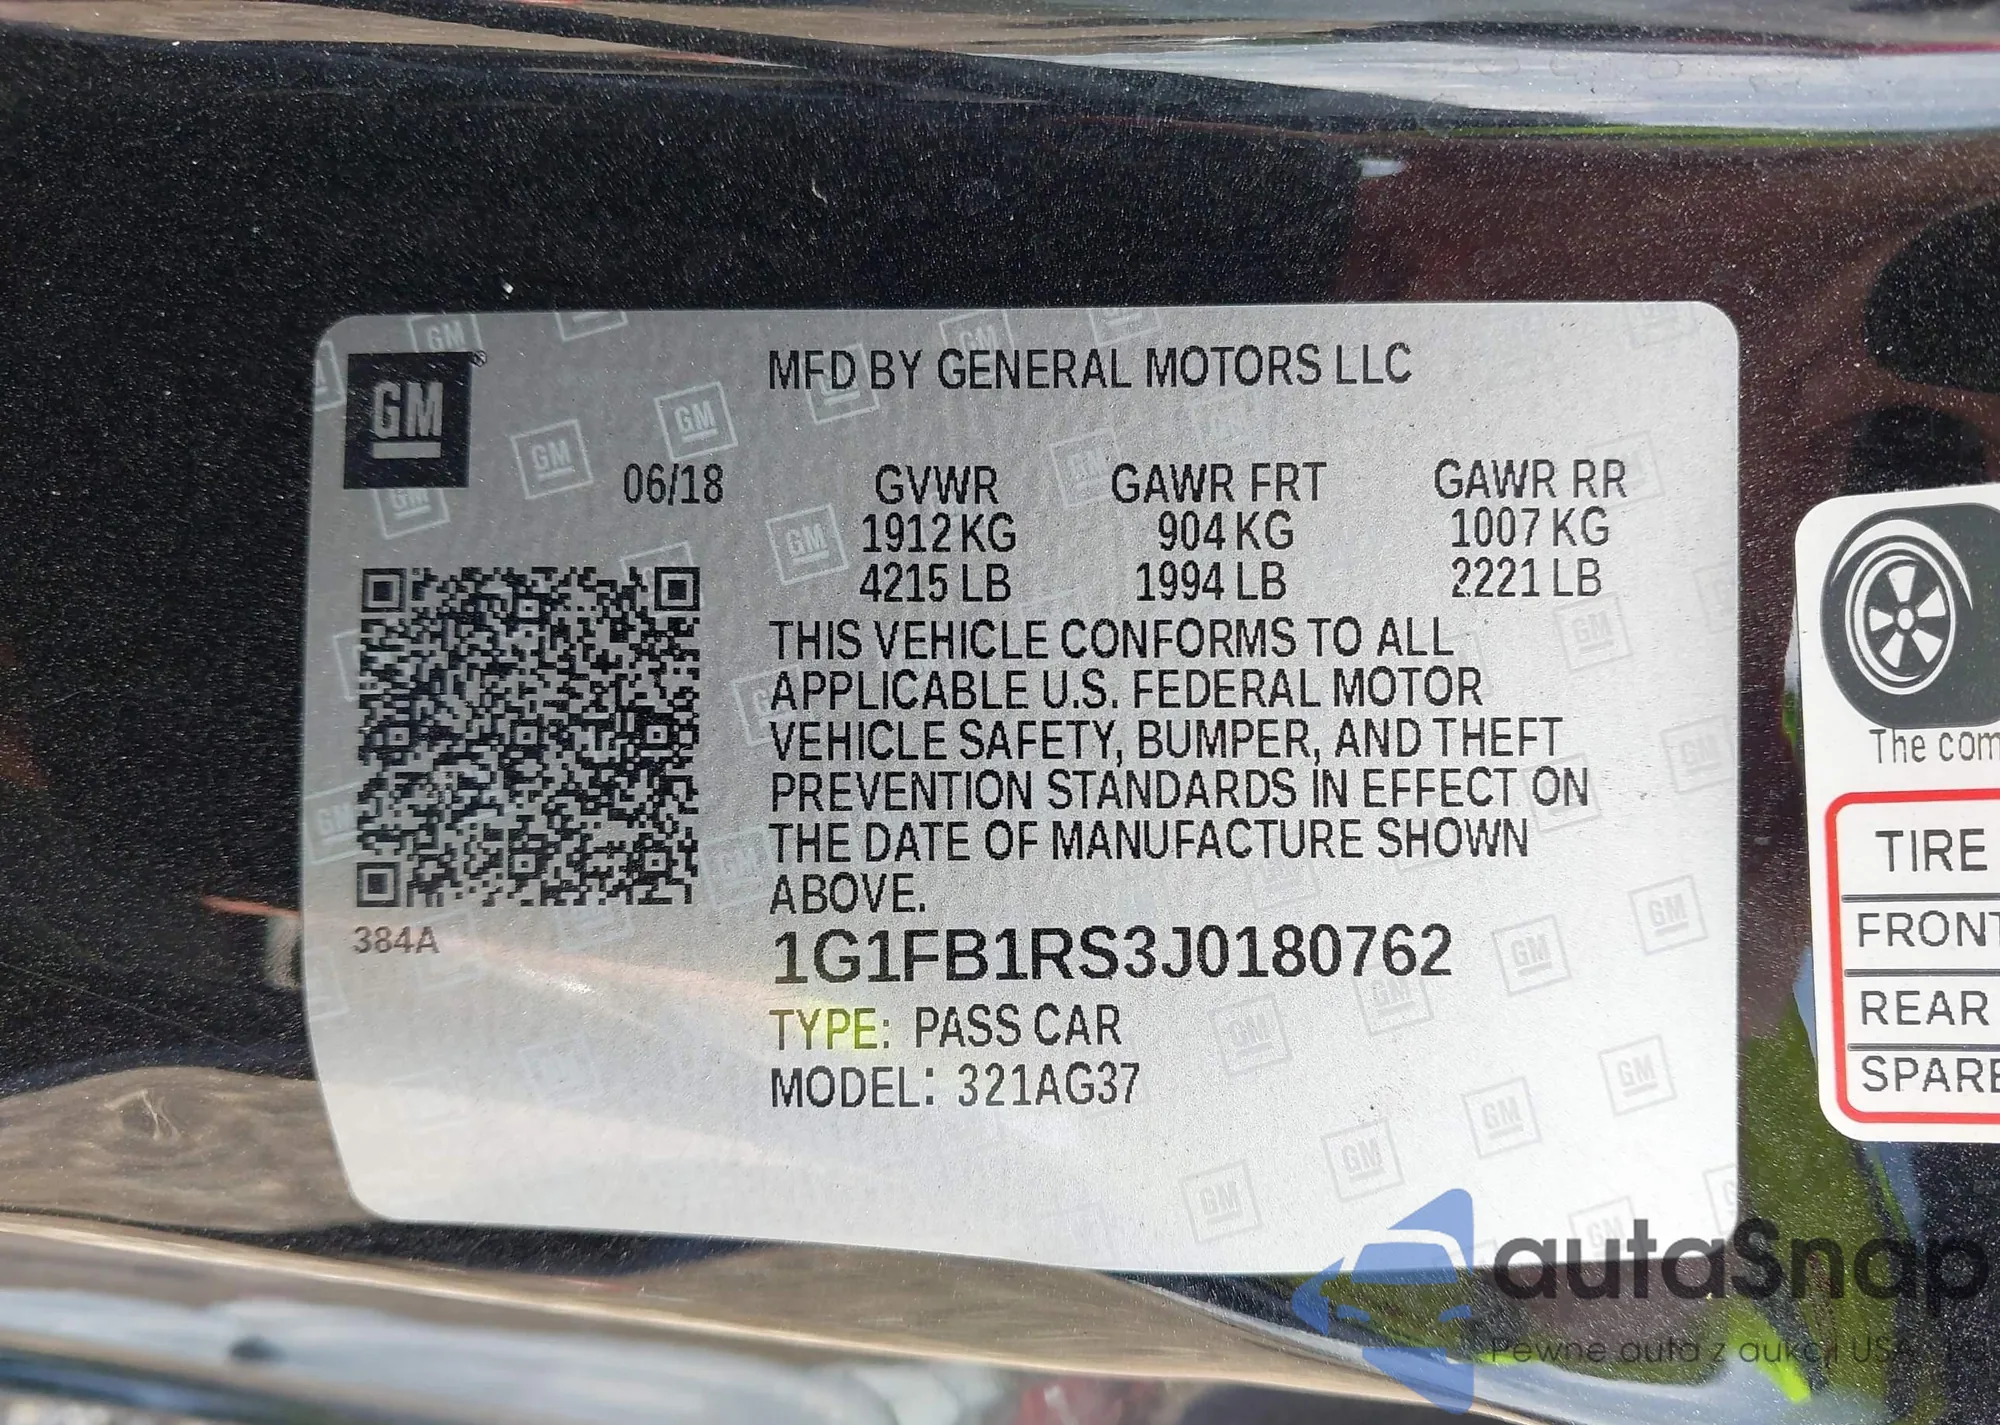 GM
MFD BY GENERAL MOTORS LLC
06/18 GVWR GAWR FRT GAWR RR
1912 KG 904 KG 1007 KG
4215 LB 1994 LB 2221 LB
THIS VEHICLE CONFORMS TO ALL
APPLICABLE U.S. FEDERAL MOTOR
VEHICLE SAFETY, BUMPER, AND THEFT
PREVENTION STANDARDS IN EFFECT ON
THE DATE OF MANUFACTURE SHOWN
ABOVE.
384A
1G1FB1RS3J0180762
TYPE: PASS CAR
MODEL: 321AG37
The com
TIRE
FRONT
REAR
SPARE
autaSnap
Pewne auta z aukcji USA